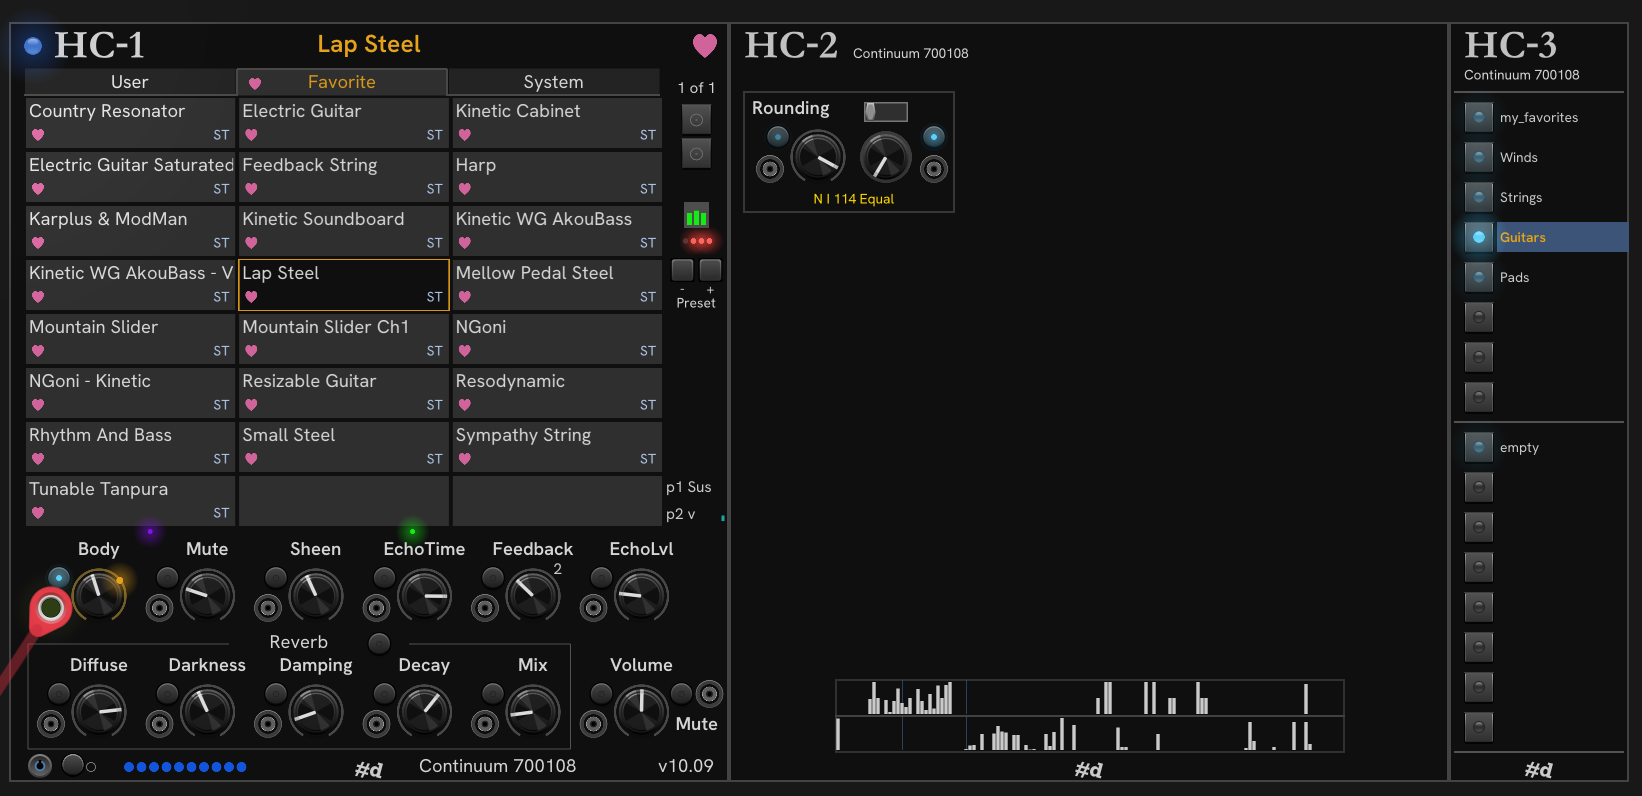 HC-1
Lap Steel
User
Favorite
System
1 of 1
Country Resonator
ST
Electric Guitar
ST
Kinetic Cabinet
ST
Electric Guitar Saturated
ST
Feedback String
ST
Harp
ST
Karplus & ModMan
ST
Kinetic Soundboard
ST
Kinetic WG AkouBass
ST
Kinetic WG AkouBass - V
ST
Lap Steel
ST
Mellow Pedal Steel
ST
- +
Preset
Mountain Slider
ST
Mountain Slider Ch1
ST
NGoni
ST
NGoni - Kinetic
ST
Resizable Guitar
ST
Resodynamic
ST
Rhythm And Bass
ST
Small Steel
ST
Sympathy String
ST
Tunable Tanpura
ST
p1 Sus
p2 v
Body
Mute
Sheen
EchoTime
Feedback
2
EchoLvl
Reverb
Diffuse
Darkness
Damping
Decay
Mix
Volume
Mute
#d
Continuum 700108
v10.09
HC-2
Continuum 700108
Rounding
N I 114 Equal
#d
HC-3
Continuum 700108
my_favorites
Winds
Strings
Guitars
Pads
empty
#d